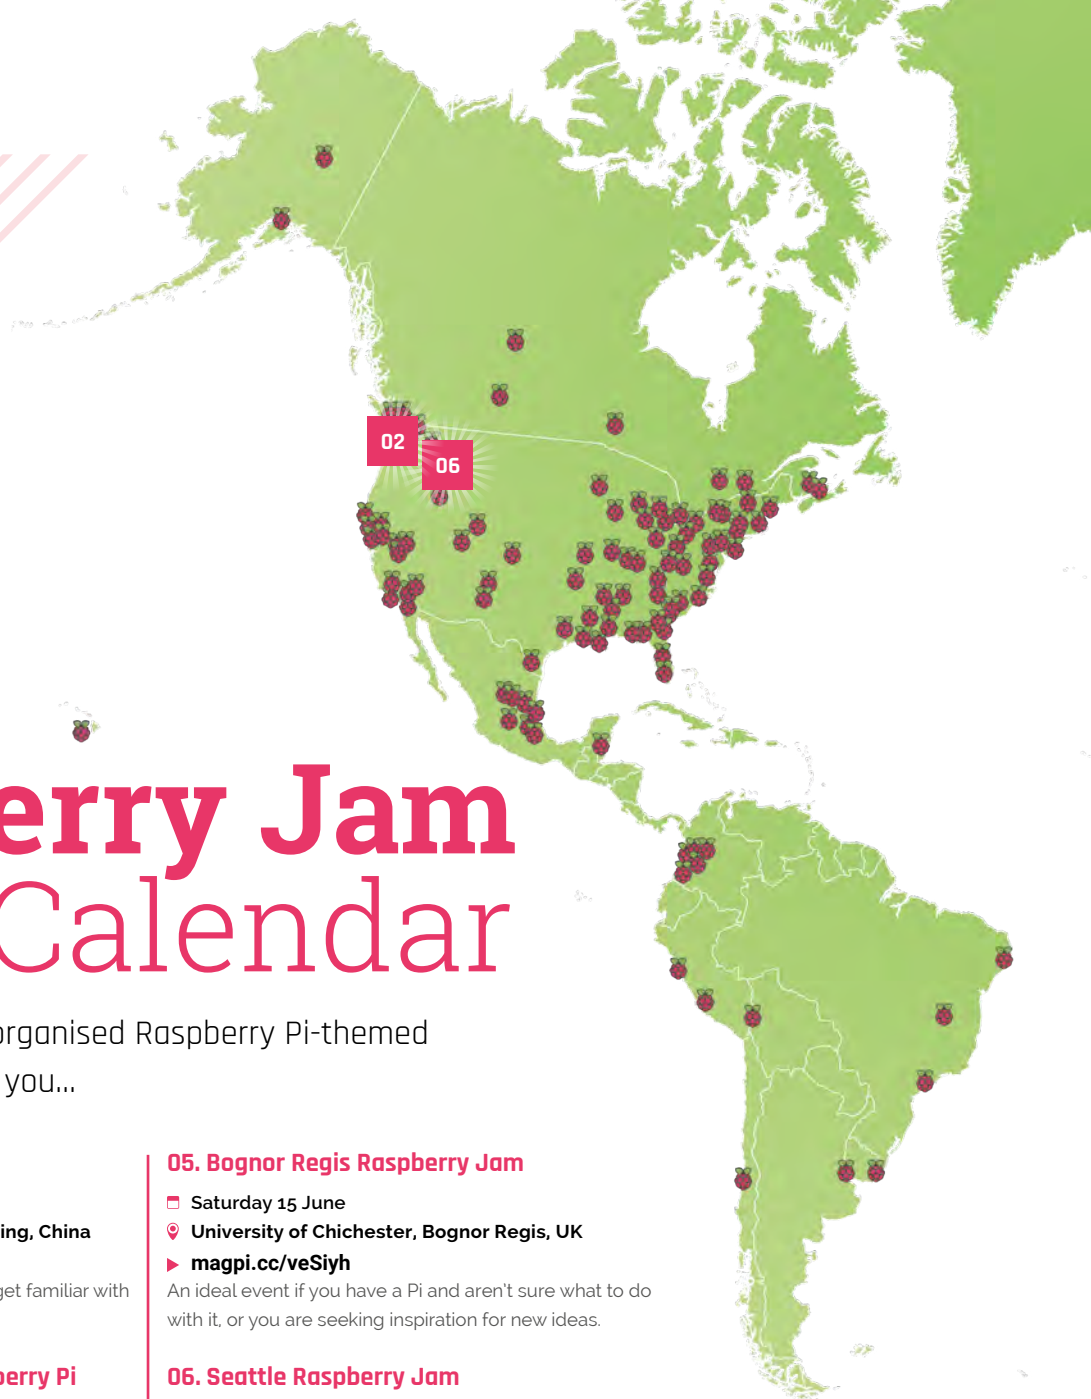 02
06
erry Jam
Calendar
organised Raspberry Pi-themed
you...
ing, China
get familiar with
berry Pi
05. Bognor Regis Raspberry Jam
Saturday 15 June
University of Chichester, Bognor Regis, UK
magpi.cc/veSiyh
An ideal event if you have a Pi and aren't sure what to do
with it, or you are seeking inspiration for new ideas.
06. Seattle Raspberry Jam